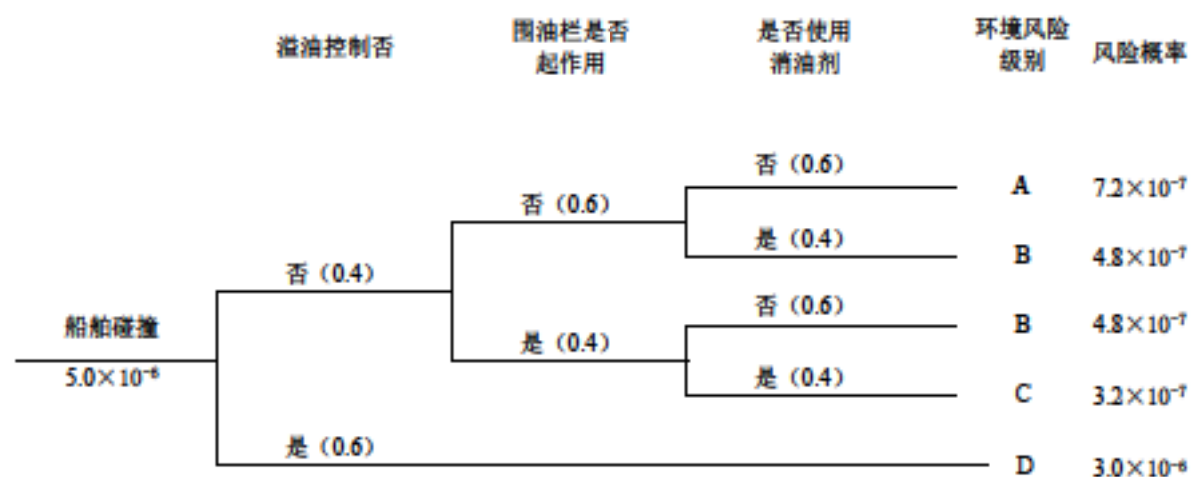 溢油控制否
围油栏是否
起作用
是否使用
消油剂
环境风险
级别
风险概率
否（0.6）
A
7.2×10⁻⁷
否（0.6）
是（0.4）
B
4.8×10⁻⁷
否（0.4）
否（0.6）
B
4.8×10⁻⁷
船舶碰撞
是（0.4）
5.0×10⁻⁶
是（0.4）
C
3.2×10⁻⁷
是（0.6）
D
3.0×10⁻⁶